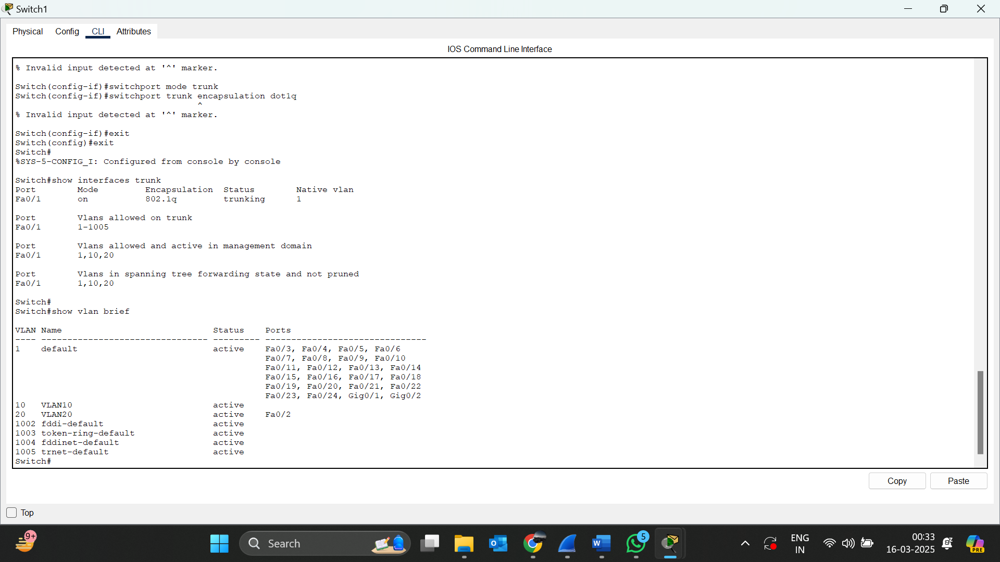 Switch1
Physical Config CLI Attributes
IOS Command Line Interface
% Invalid input detected at '^' marker.
Switch(config-if)#switchport mode trunk
Switch(config-if)#switchport trunk encapsulation dot1q
^
% Invalid input detected at '^' marker.
Switch(config-if)#exit
Switch(config)#exit
Switch#
%SYS-5-CONFIG_I: Configured from console by console
Switch#show interfaces trunk
Port Mode Encapsulation Status Native vlan
Fa0/1 on 802.1q trunking 1
Port Vlans allowed on trunk
Fa0/1 1-1005
Port Vlans allowed and active in management domain
Fa0/1 1,10,20
Port Vlans in spanning tree forwarding state and not pruned
Fa0/1 1,10,20
Switch#
Switch#show vlan brief
VLAN Name Status Ports
---- -------------------------------- --------- -------------------------------
1 default active Fa0/3, Fa0/4, Fa0/5, Fa0/6
Fa0/7, Fa0/8, Fa0/9, Fa0/10
Fa0/11, Fa0/12, Fa0/13, Fa0/14
Fa0/15, Fa0/16, Fa0/17, Fa0/18
Fa0/19, Fa0/20, Fa0/21, Fa0/22
Fa0/23, Fa0/24, Gig0/1, Gig0/2
10 VLAN10 active
20 VLAN20 active Fa0/2
1002 fddi-default active
1003 token-ring-default active
1004 fddinet-default active
1005 trnet-default active
Switch#
Copy Paste
Top
9+
Search
5
ENG
IN
00:33
16-03-2025
PRE